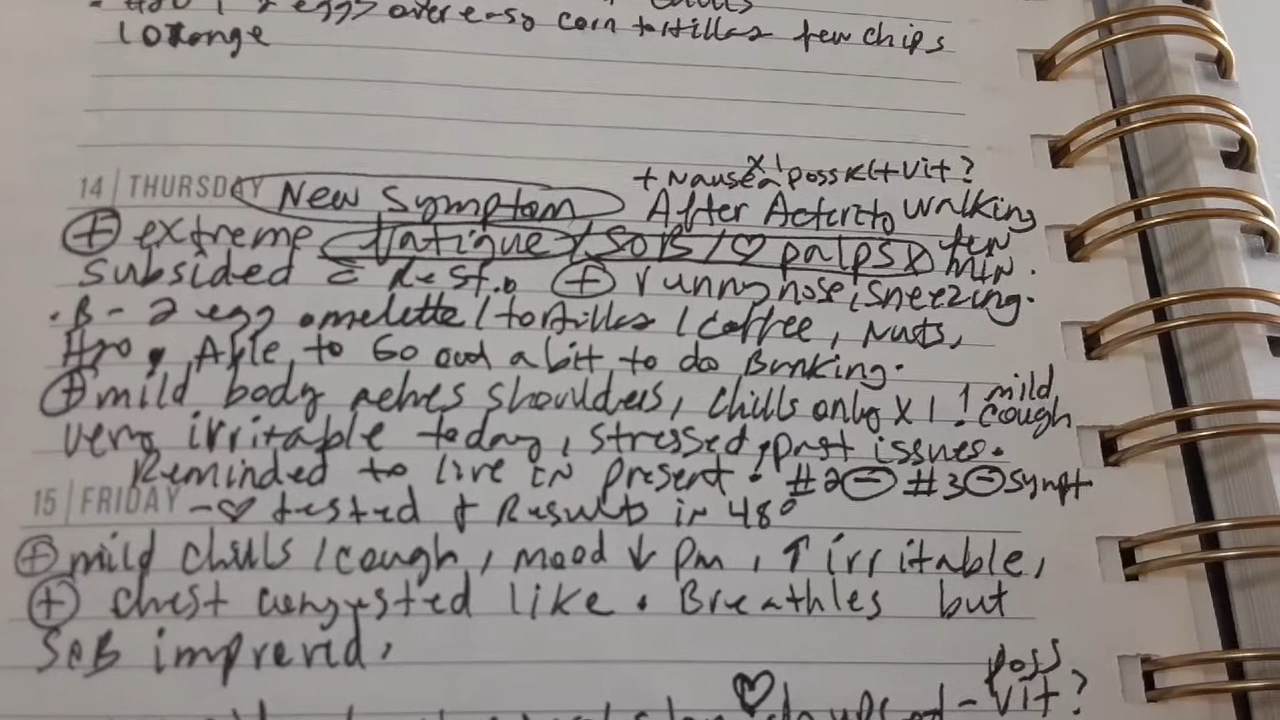 2 eggs over easy corn tortillas few chips
1 orange
+ Nausea x1 poss Klt vit?
14 | THURSDAY New Symptom After Activity walking
⊕ extreme fatigue / SOB / ♡ palps x ten min.
Subsided c̄ Rest. ⊕ runny nose, sneezing.
· B - 2 egg omelette / tortillas / coffee, Nuts,
H2O, Able to Go out a bit to do Banking.
⊕ mild body aches shoulders, chills only x 1 ! 1 mild cough
very irritable today, stressed, past issues.
Reminded to live in present. #2 ⊖ #3 ⊖ sympt
15 | FRIDAY - ♡ tested + Results in 48°
⊕ mild chills / cough, mood ↓ pm, ↑ irritable,
⊕ chest congested like. Breathles but
SOB improved,
poss
♡ - vit?